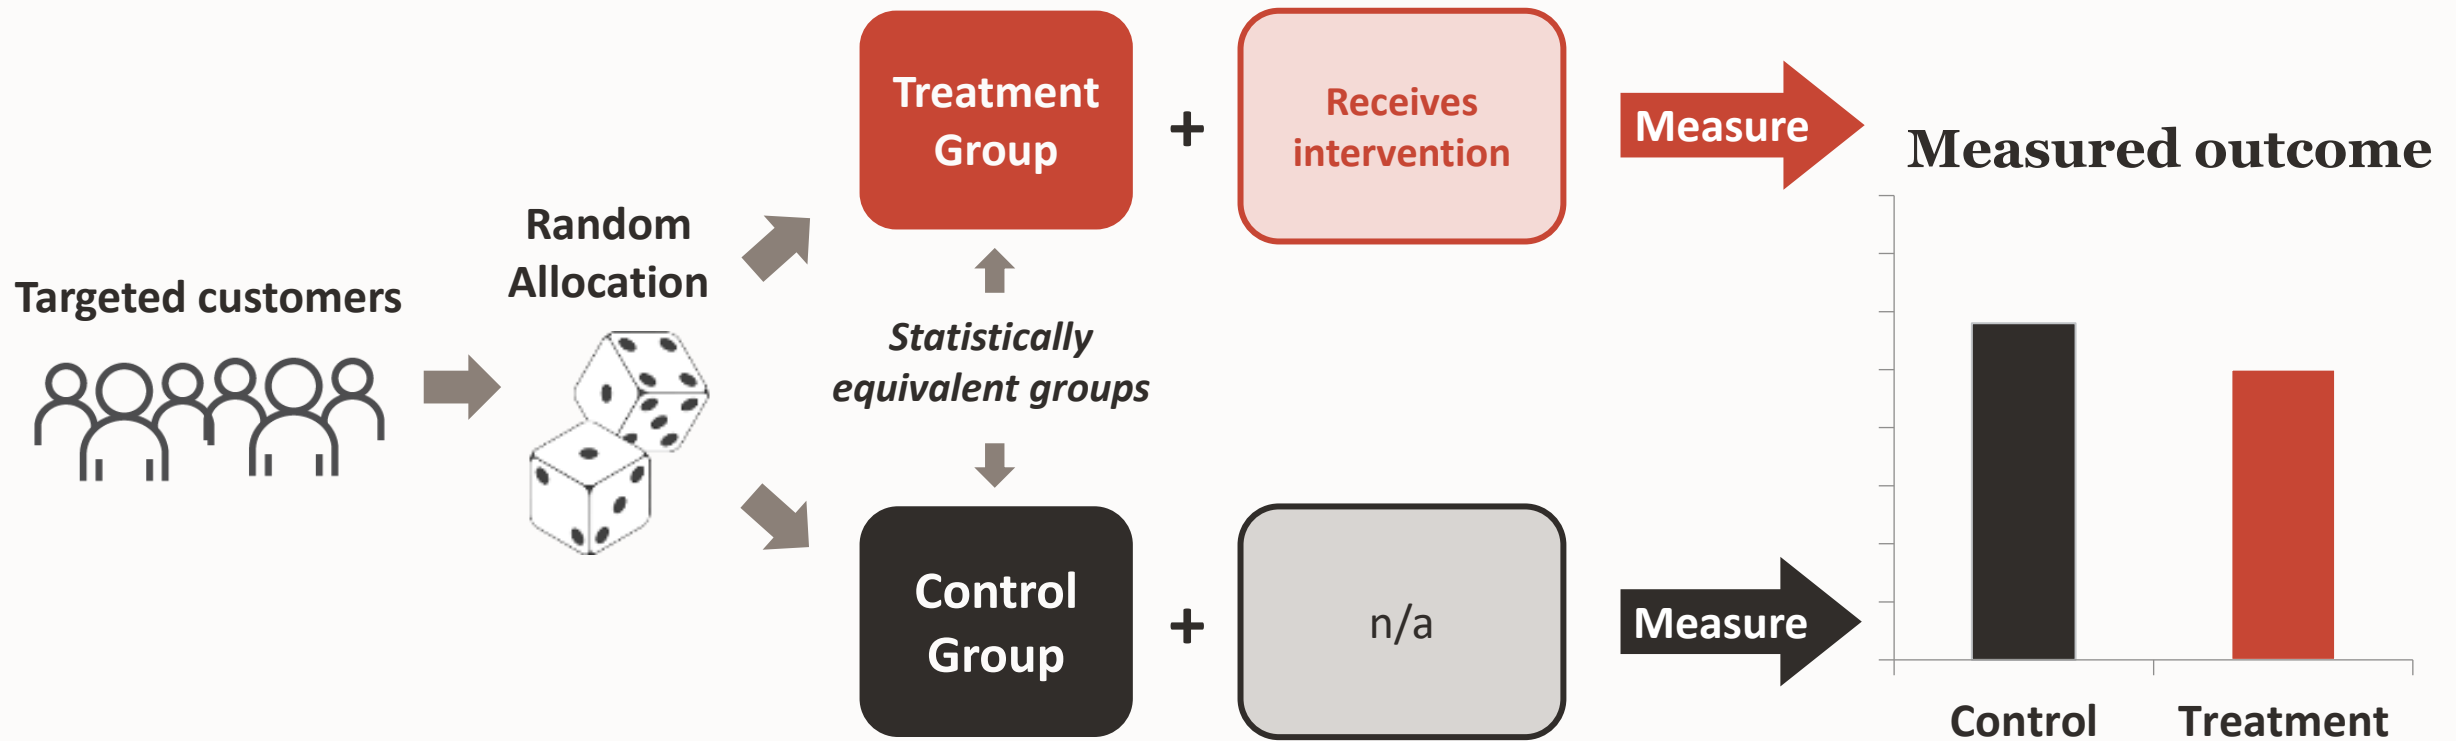 Targeted customers
Random
Allocation
Treatment
Group
+
Receives
intervention
Measure
Statistically
equivalent groups
Control
Group
+
n/a
Measure
Measured outcome
Control
Treatment